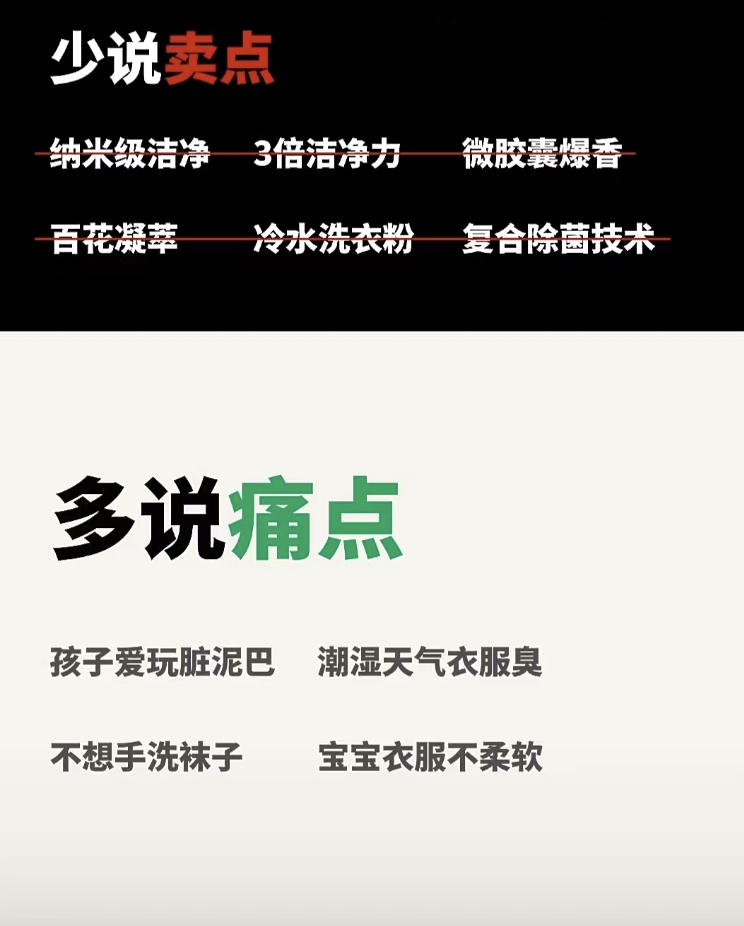 少说卖点
纳米级洁净 3倍洁净力 微胶囊爆香
百花凝萃 冷水洗衣粉 复合除菌技术
多说痛点
孩子爱玩脏泥巴 潮湿天气衣服臭
不想手洗袜子 宝宝衣服不柔软